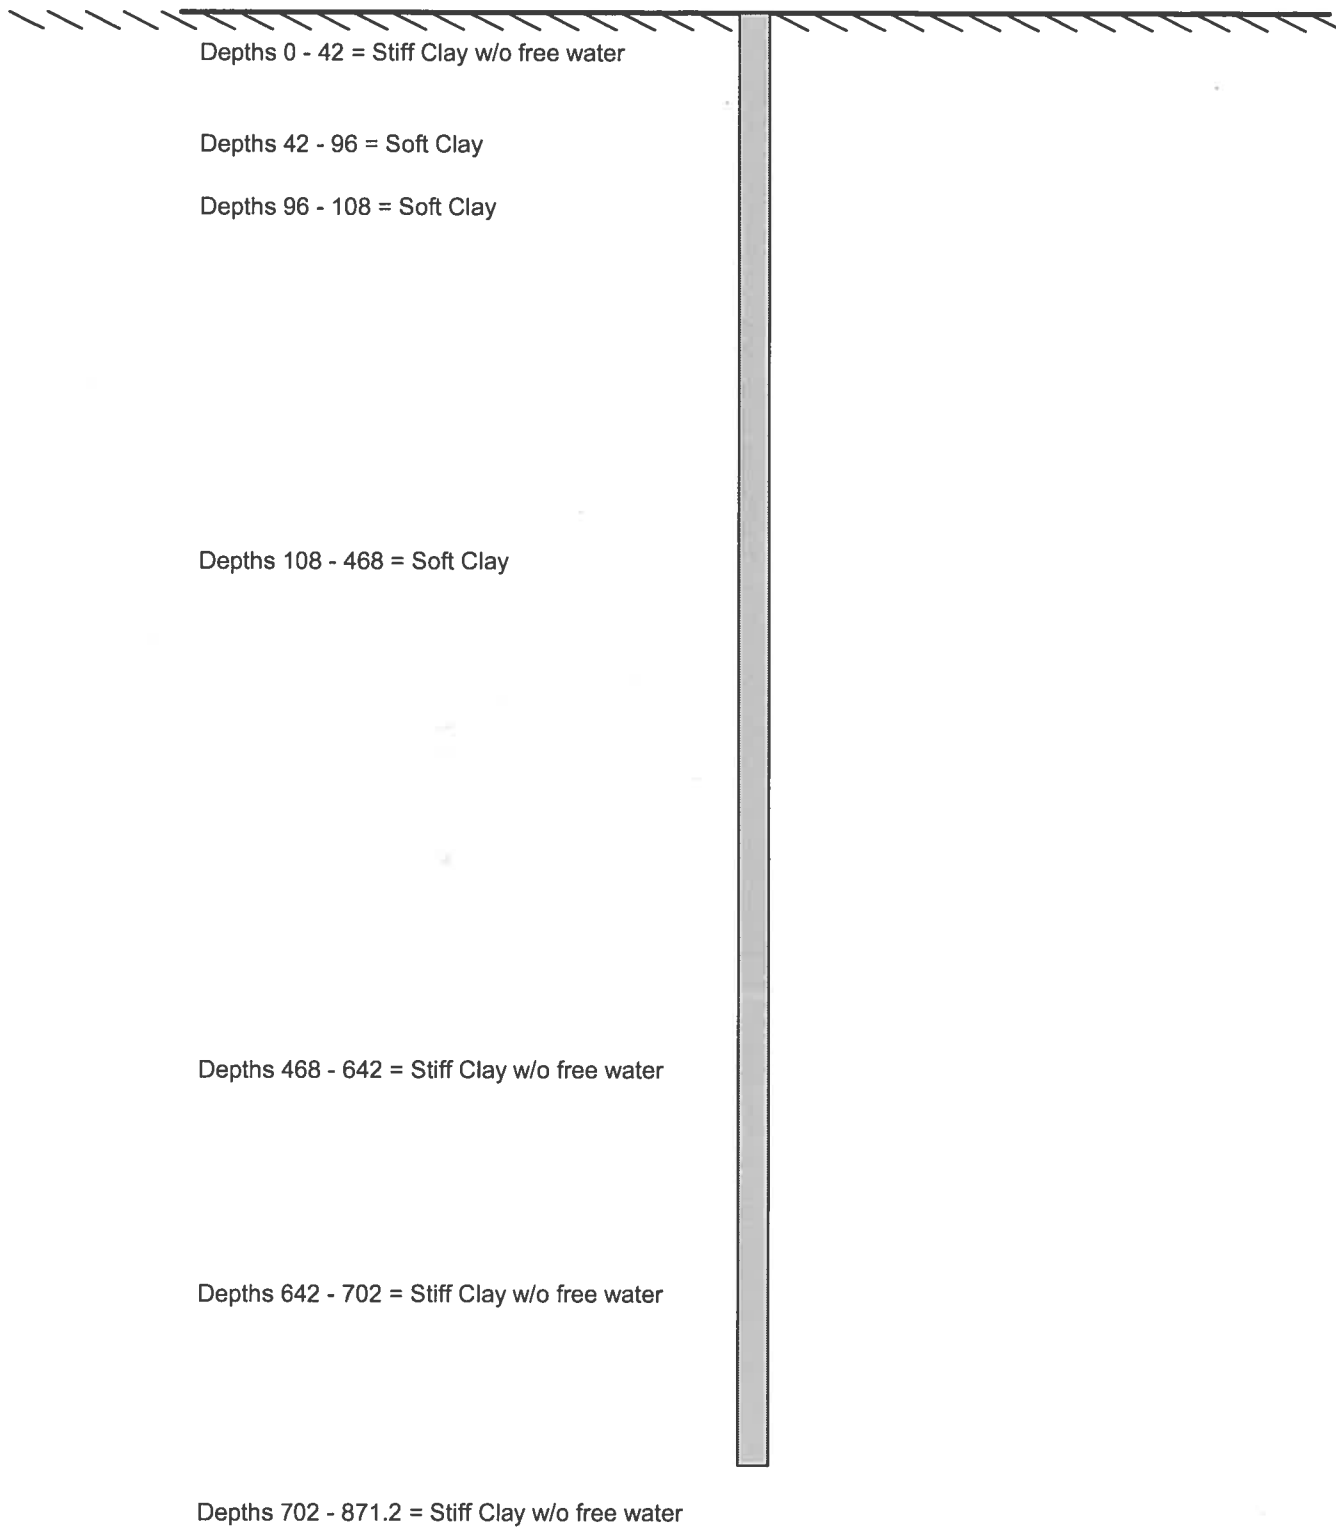 Depths 0 - 42 = Stiff Clay w/o free water
Depths 42 - 96 = Soft Clay
Depths 96 - 108 = Soft Clay
Depths 108 - 468 = Soft Clay
Depths 468 - 642 = Stiff Clay w/o free water
Depths 642 - 702 = Stiff Clay w/o free water
Depths 702 - 871.2 = Stiff Clay w/o free water